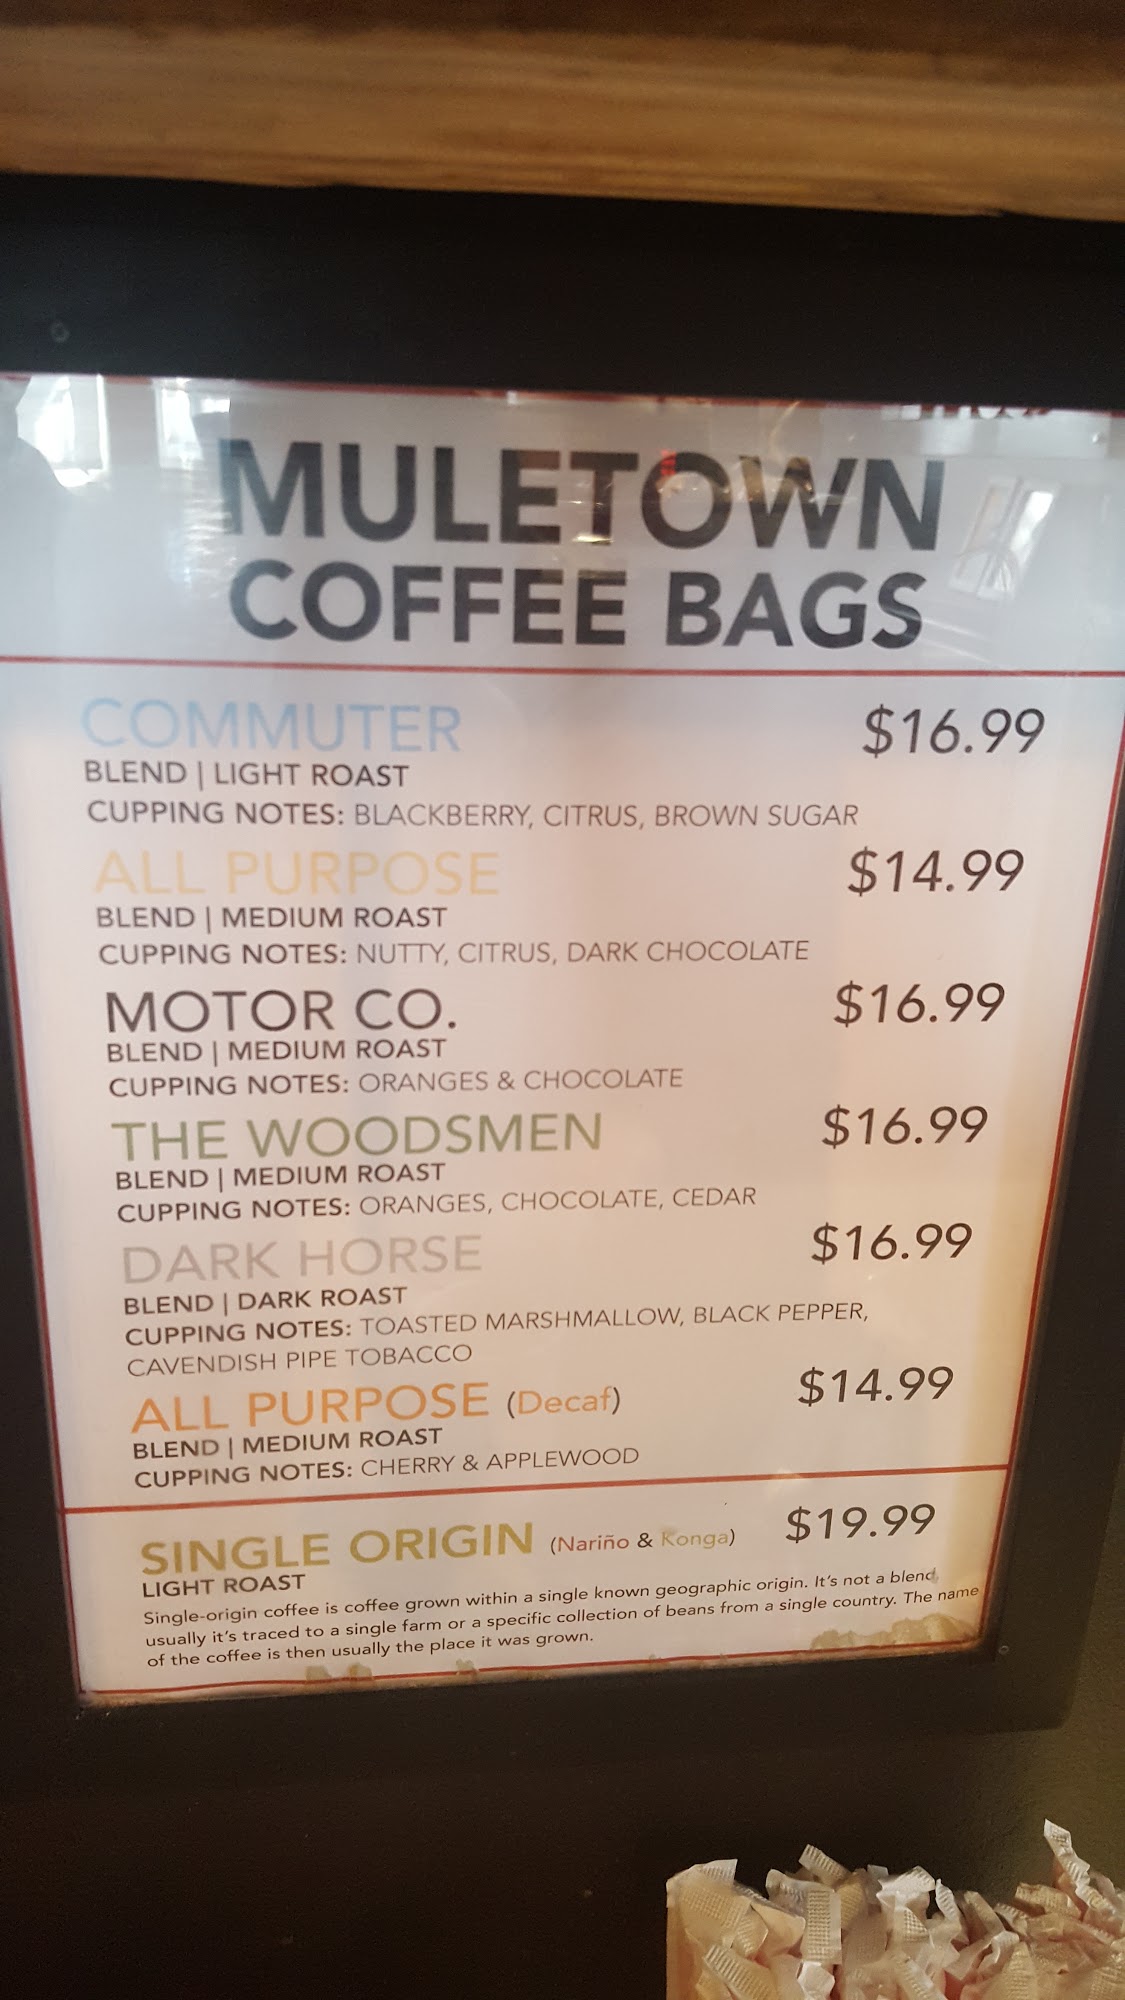 MULETOWN
COFFEE BAGS
COMMUTER $16.99
BLEND | LIGHT ROAST
CUPPING NOTES: BLACKBERRY, CITRUS, BROWN SUGAR
ALL PURPOSE $14.99
BLEND | MEDIUM ROAST
CUPPING NOTES: NUTTY, CITRUS, DARK CHOCOLATE
MOTOR CO. $16.99
BLEND | MEDIUM ROAST
CUPPING NOTES: ORANGES & CHOCOLATE
THE WOODSMEN $16.99
BLEND | MEDIUM ROAST
CUPPING NOTES: ORANGES, CHOCOLATE, CEDAR
DARK HORSE $16.99
BLEND | DARK ROAST
CUPPING NOTES: TOASTED MARSHMALLOW, BLACK PEPPER,
CAVENDISH PIPE TOBACCO
ALL PURPOSE (Decaf) $14.99
BLEND | MEDIUM ROAST
CUPPING NOTES: CHERRY & APPLEWOOD
SINGLE ORIGIN (Nariño & Konga) $19.99
LIGHT ROAST
Single-origin coffee is coffee grown within a single known geographic origin. It's not a blend,
usually it's traced to a single farm or a specific collection of beans from a single country. The name
of the coffee is then usually the place it was grown.